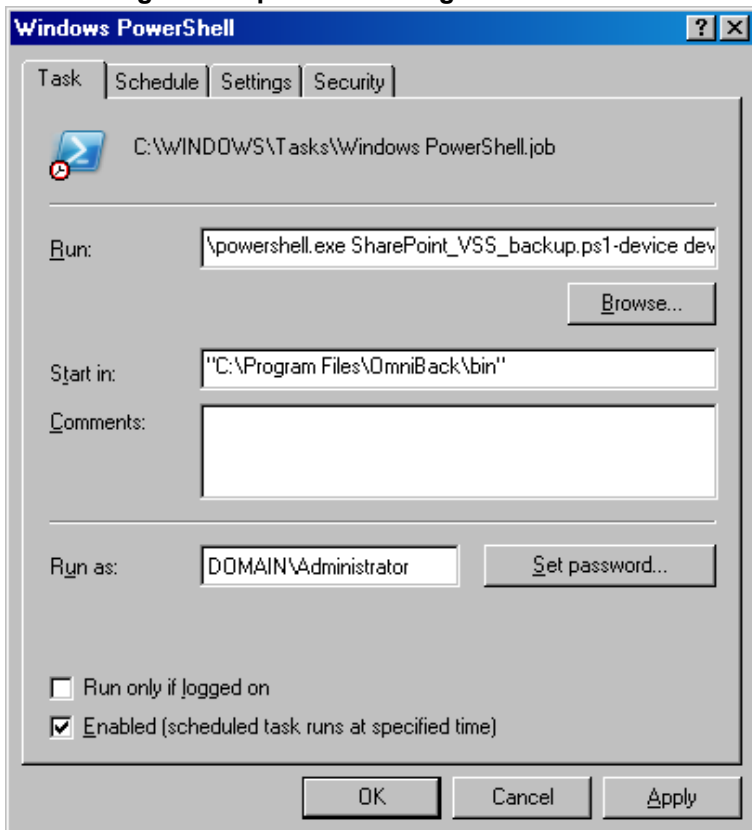 Windows PowerShell
Task Schedule Settings Security
C:\WINDOWS\Tasks\Windows PowerShell.job
Run: \powershell.exe SharePoint_VSS_backup.ps1-device dev
Browse...
Start in: "C:\Program Files\OmniBack\bin"
Comments:
Run as: DOMAIN\Administrator Set password...
Run only if logged on
Enabled (scheduled task runs at specified time)
OK Cancel Apply